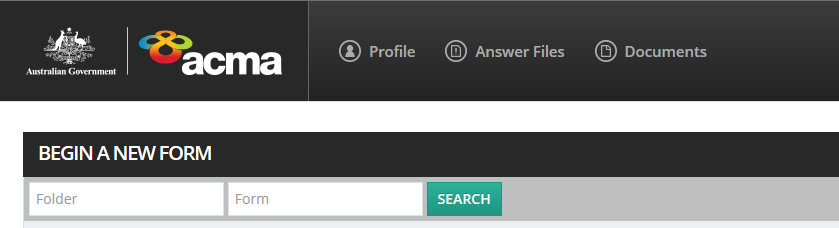 Australian Government
acma
Profile
Answer Files
Documents
BEGIN A NEW FORM
Folder
Form
SEARCH